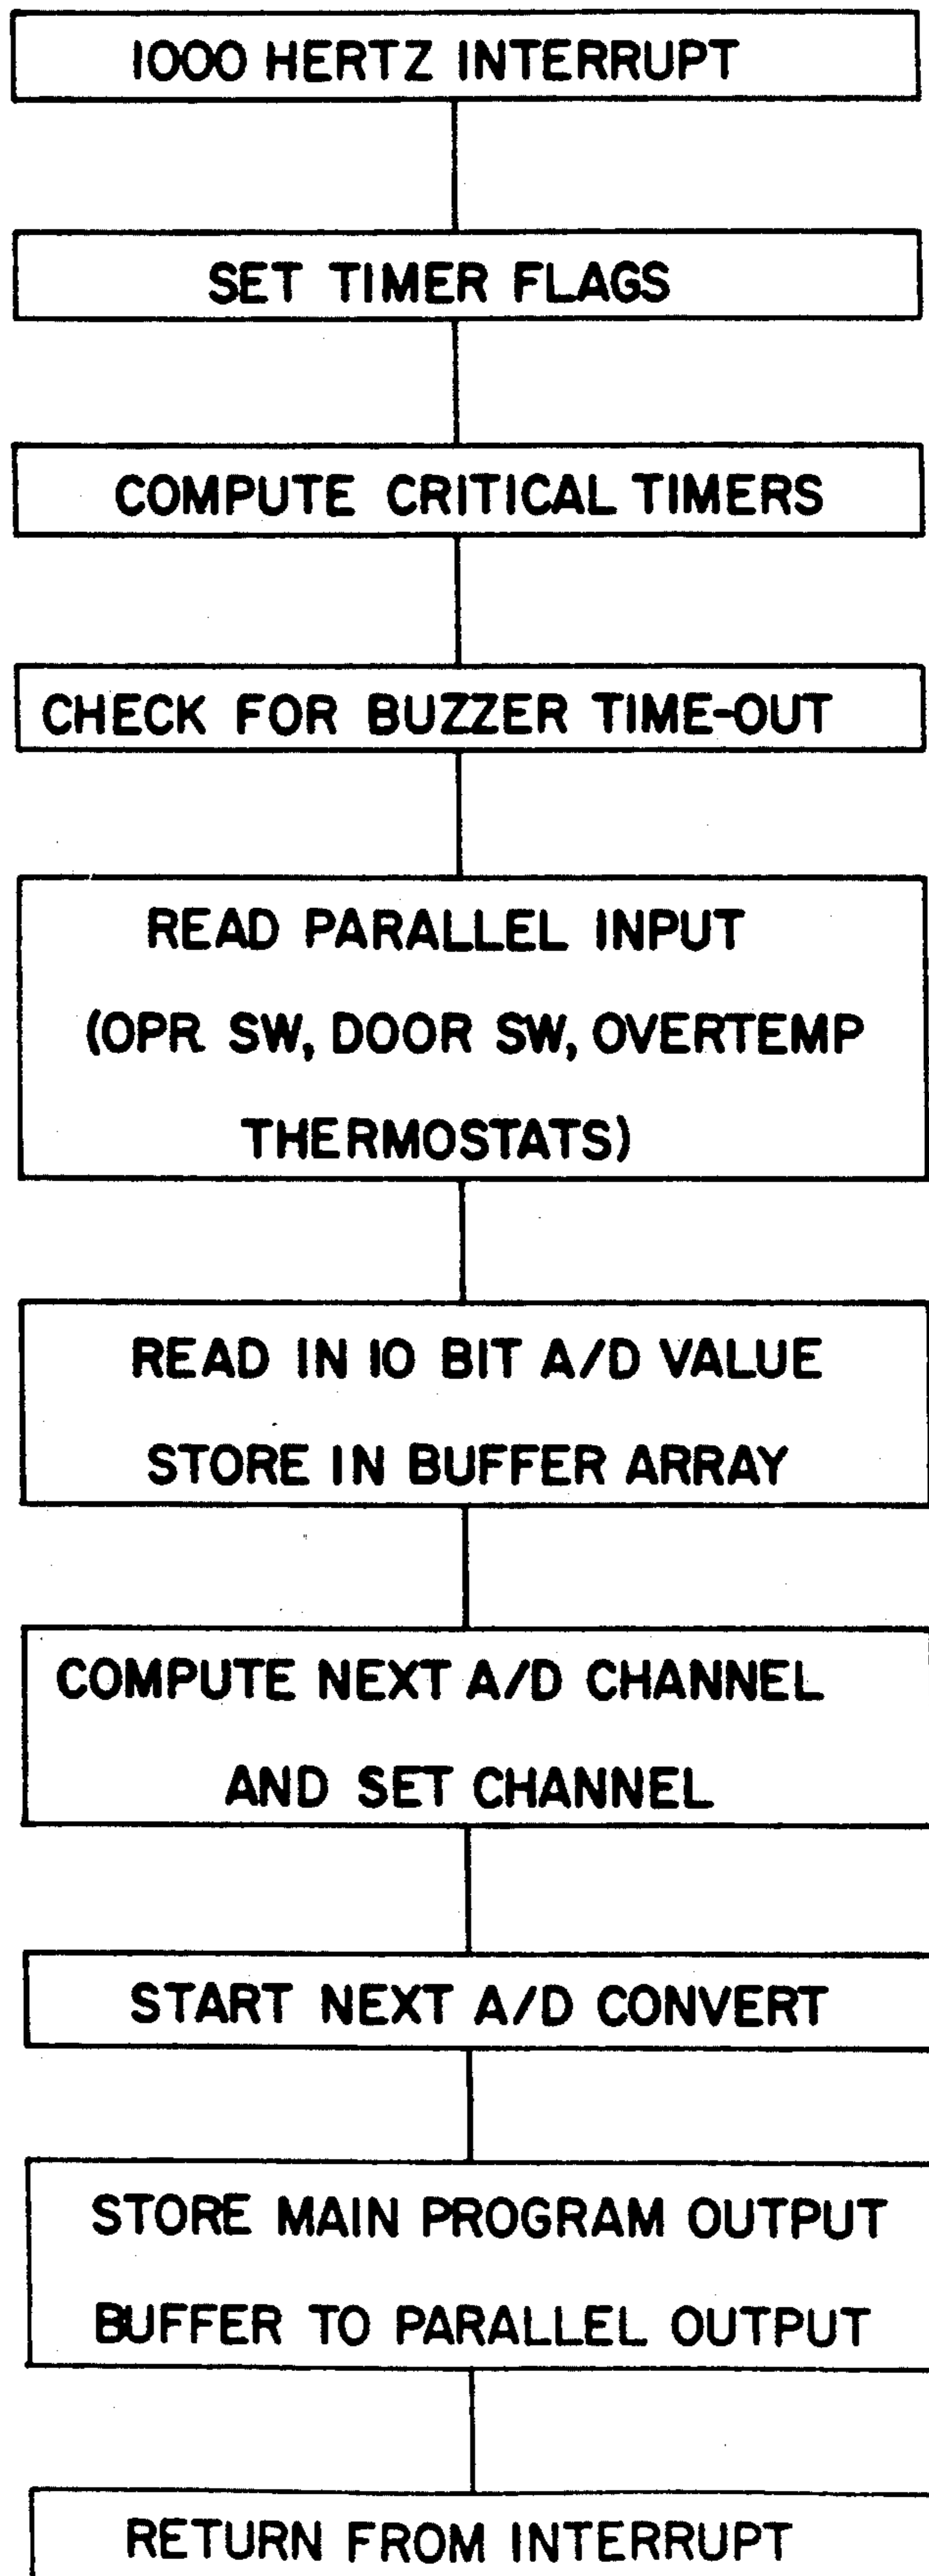 1000 HERTZ INTERRUPT
SET TIMER FLAGS
COMPUTE CRITICAL TIMERS
CHECK FOR BUZZER TIME-OUT
READ PARALLEL INPUT
(OPR SW, DOOR SW, OVERTEMP
THERMOSTATS)
READ IN 10 BIT A/D VALUE
STORE IN BUFFER ARRAY
COMPUTE NEXT A/D CHANNEL
AND SET CHANNEL
START NEXT A/D CONVERT
STORE MAIN PROGRAM OUTPUT
BUFFER TO PARALLEL OUTPUT
RETURN FROM INTERRUPT